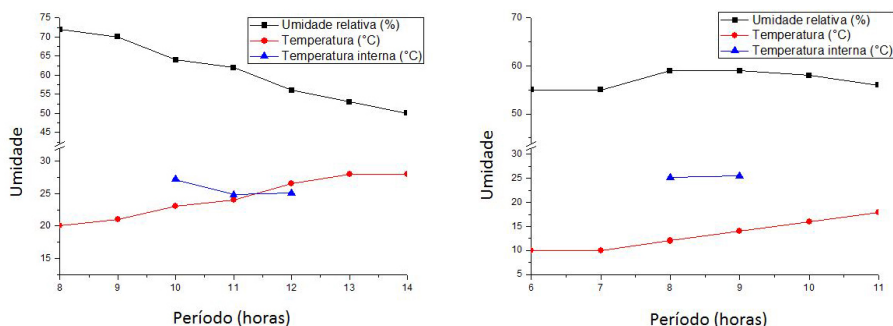 75
70
65
60
55
50
45
30
25
20
15
Umidade
Umidade relativa (%)
Temperatura (°C)
Temperatura interna (°C)
8 9 10 11 12 13 14
Período (horas)
70
60
50
30
25
20
15
10
5
Umidade
Umidade relativa (%)
Temperatura (°C)
Temperatura interna (°C)
6 7 8 9 10 11
Período (horas)